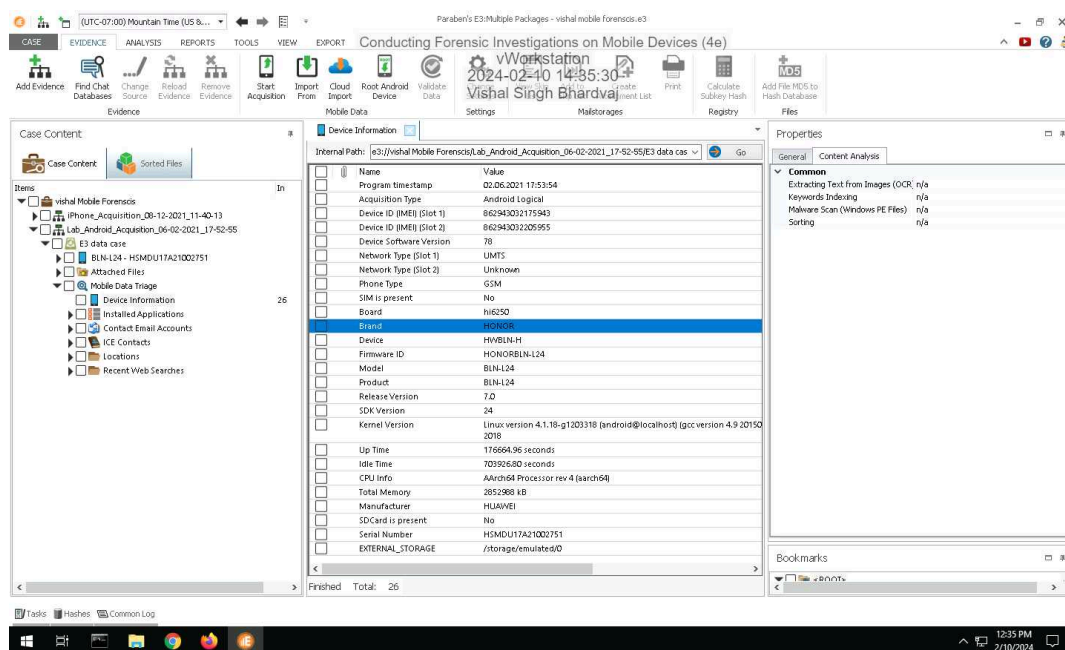 (UTC-07:00) Mountain Time (US &...
Paraben's E3:Multiple Packages - vishal mobile forenscis.e3
CASE EVIDENCE ANALYSIS REPORTS TOOLS VIEW EXPORT
Conducting Forensic Investigations on Mobile Devices (4e)
vWorkstation
2024-02-10 14:35:30
Vishal Singh Bhardvaj
Add Evidence
Find Chat Databases
Change Source
Reload Evidence
Remove Evidence
Start Acquisition
Import From
Cloud Import
Root Android Device
Validate Data
Print
Calculate Subkey Hash
Add File MD5 to Hash Database
Evidence Mobile Data Settings Mailstorages Registry Files
Case Content
Case Content Sorted Files
Items In
vishal Mobile Forenscis
iPhone_Acquisition_08-12-2021_11-40-13
Lab_Android_Acquisition_06-02-2021_17-52-55
E3 data case
BLN-L24 - HSMDU17A21002751
Attached Files
Mobile Data Triage
Device Information 26
Installed Applications
Contact Email Accounts
ICE Contacts
Locations
Recent Web Searches
Device Information
Internal Path: e3://vishal Mobile Forenscis/Lab_Android_Acquisition_06-02-2021_17-52-55/E3 data cas Go
Name Value
Program timestamp 02.06.2021 17:53:54
Acquisition Type Android Logical
Device ID (IMEI) (Slot 1) 862943032175943
Device ID (IMEI) (Slot 2) 862943032205955
Device Software Version 78
Network Type (Slot 1) UMTS
Network Type (Slot 2) Unknown
Phone Type GSM
SIM is present No
Board hi6250
Brand HONOR
Device HWBLN-H
Firmware ID HONORBLN-L24
Model BLN-L24
Product BLN-L24
Release Version 7.0
SDK Version 24
Kernel Version Linux version 4.1.18-g1203318 (android@localhost) (gcc version 4.9 20150
2018
Up Time 176664.96 seconds
Idle Time 703926.80 seconds
CPU Info AArch64 Processor rev 4 (aarch64)
Total Memory 2852988 kB
Manufacturer HUAWEI
SDCard is present No
Serial Number HSMDU17A21002751
EXTERNAL_STORAGE /storage/emulated/0
Finished Total: 26
Properties
General Content Analysis
Common
Extracting Text from Images (OCR) n/a
Keywords Indexing n/a
Malware Scan (Windows PE Files) n/a
Sorting n/a
Bookmarks
<ROOT>
Tasks Hashes Common Log
12:35 PM
2/10/2024